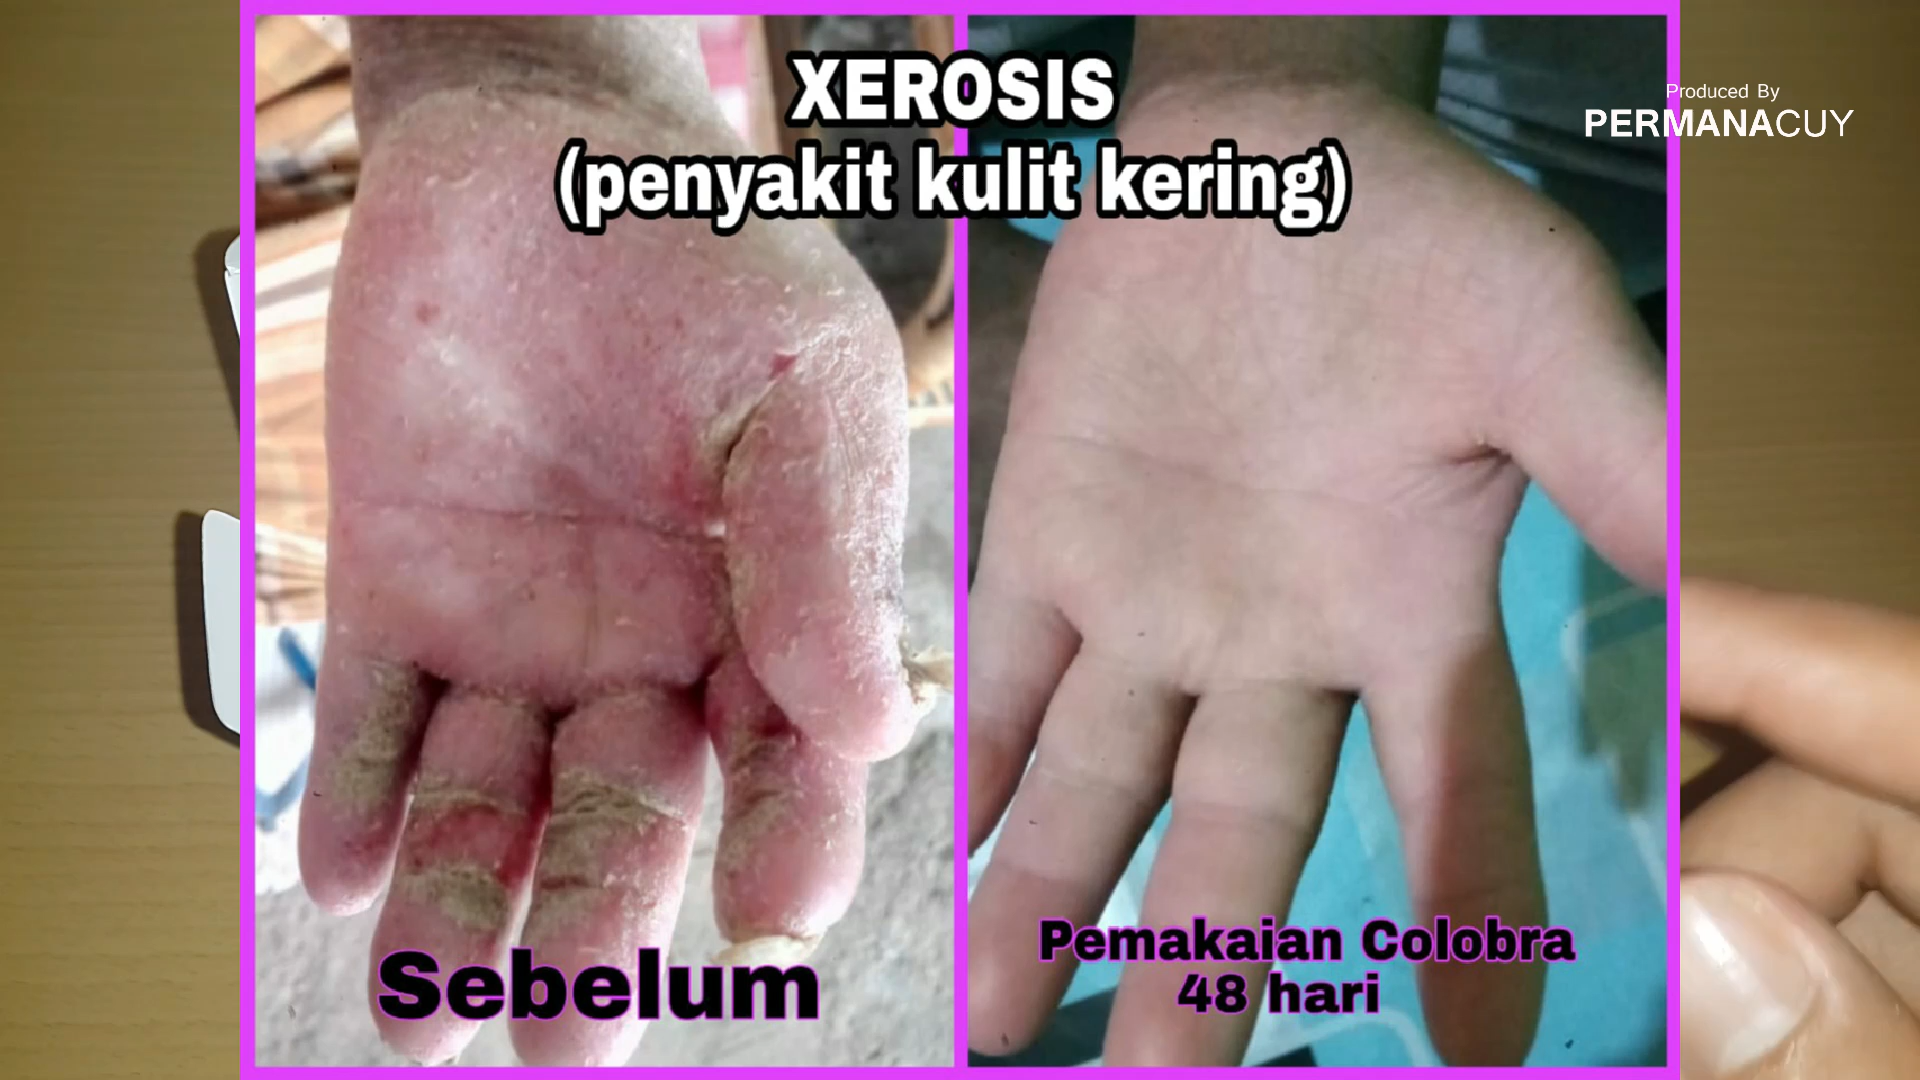 XEROSIS
(penyakit kulit kering)
Produced By
PERMANACUY
Sebelum
Pemakaian Colobra
48 hari